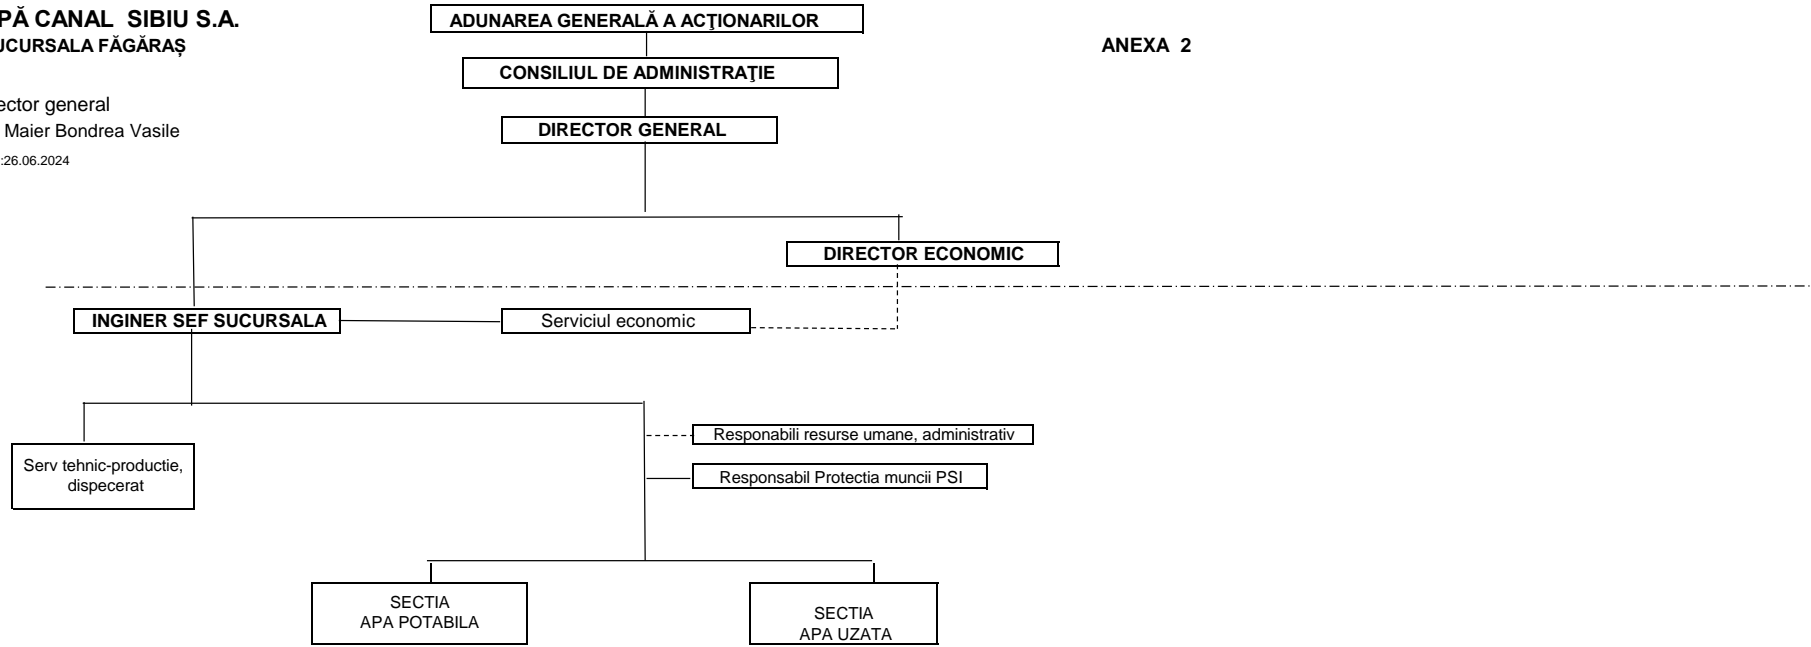 PĂ CANAL SIBIU S.A.
UCURSALA FĂGĂRAȘ
ANEXA 2
ector general
Maier Bondrea Vasile
:26.06.2024
ADUNAREA GENERALĂ A ACŢIONARILOR
CONSILIUL DE ADMINISTRAŢIE
DIRECTOR GENERAL
DIRECTOR ECONOMIC
INGINER SEF SUCURSALA
Serviciul economic
Responabili resurse umane, administrativ
Responsabil Protectia muncii PSI
Serv tehnic-productie,
dispecerat
SECTIA
APA POTABILA
SECTIA
APA UZATA